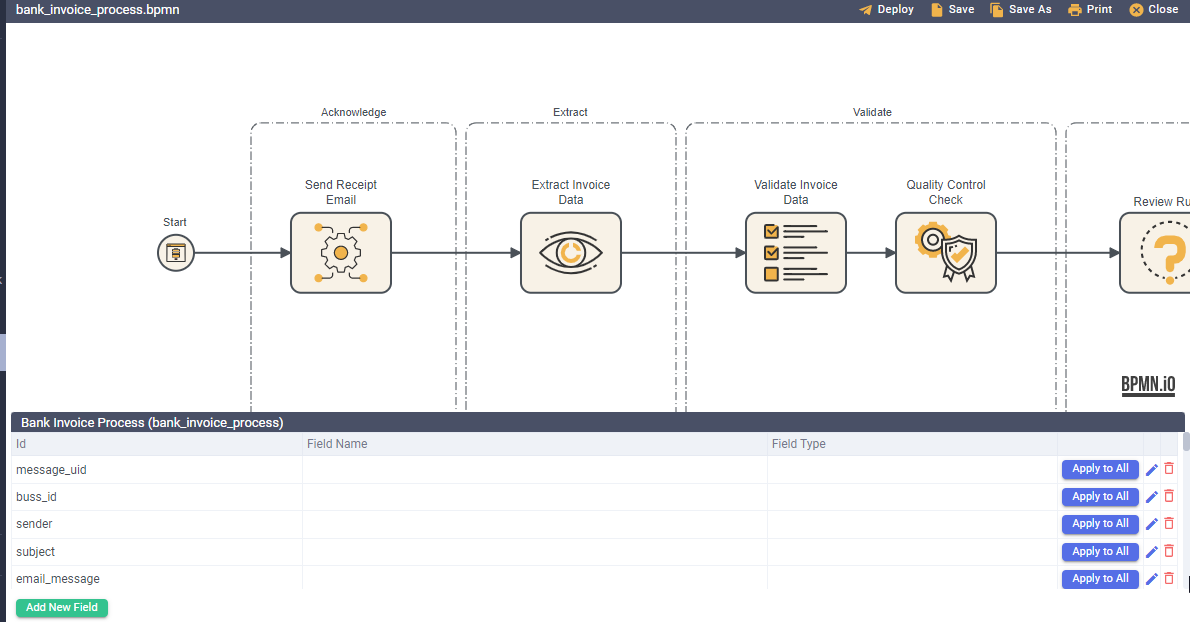 bank_invoice_process.bpmn Deploy Save Save As Print Close
Acknowledge Extract Validate
Send Receipt
Email
Extract Invoice
Data
Validate Invoice
Data
Quality Control
Check
Start
Review Ru
BPMN.iO
Bank Invoice Process (bank_invoice_process)
Id Field Name Field Type
message_uid Apply to All
buss_id Apply to All
sender Apply to All
subject Apply to All
email_message Apply to All
Add New Field